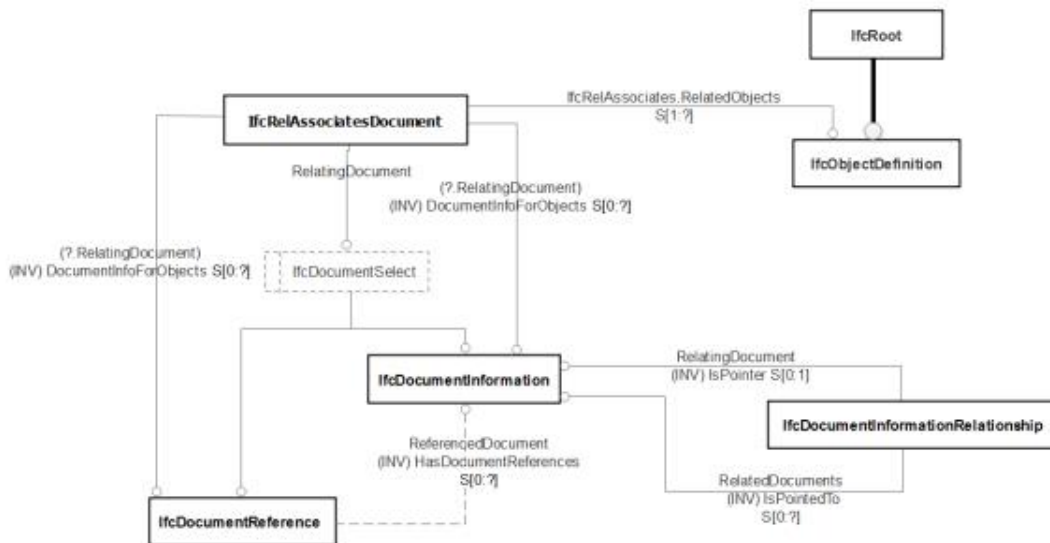 IfcRoot
IfcRelAssociates.RelatedObjects
S[1:?]
IfcRelAssociatesDocument
IfcObjectDefinition
RelatingDocument
(?.RelatingDocument)
(INV) DocumentInfoForObjects S[0:?]
(?.RelatingDocument)
(INV) DocumentInfoForObjects S[0:?]
IfcDocumentSelect
IfcDocumentInformation
RelatingDocument
(INV) IsPointer S[0:1]
IfcDocumentInformationRelationship
ReferencedDocument
(INV) HasDocumentReferences
S[0:?]
RelatedDocuments
(INV) IsPointedTo
S[0:?]
IfcDocumentReference